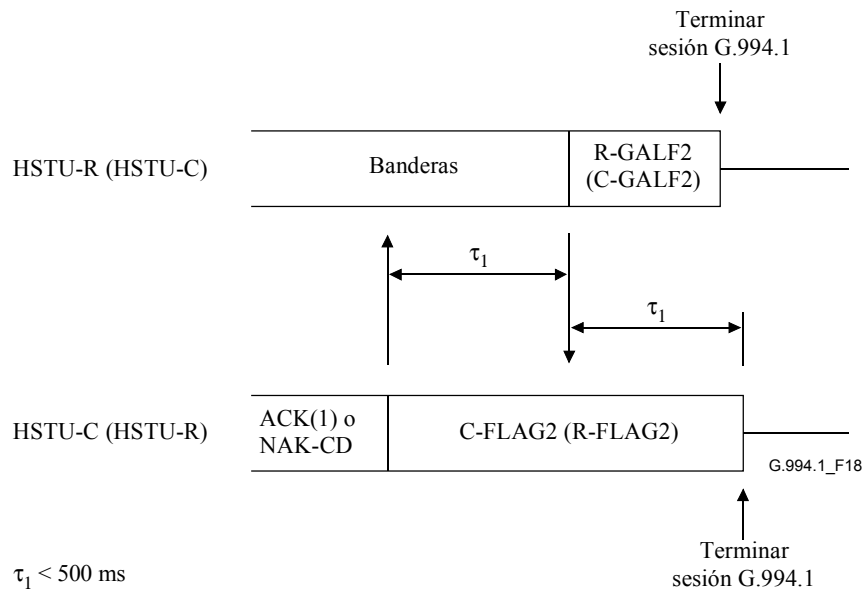 Terminar
sesión G.994.1
HSTU-R (HSTU-C)
Banderas
R-GALF2
(C-GALF2)
τ1
τ1
HSTU-C (HSTU-R)
ACK(1) o
NAK-CD
C-FLAG2 (R-FLAG2)
G.994.1_F18
τ1 < 500 ms
Terminar
sesión G.994.1